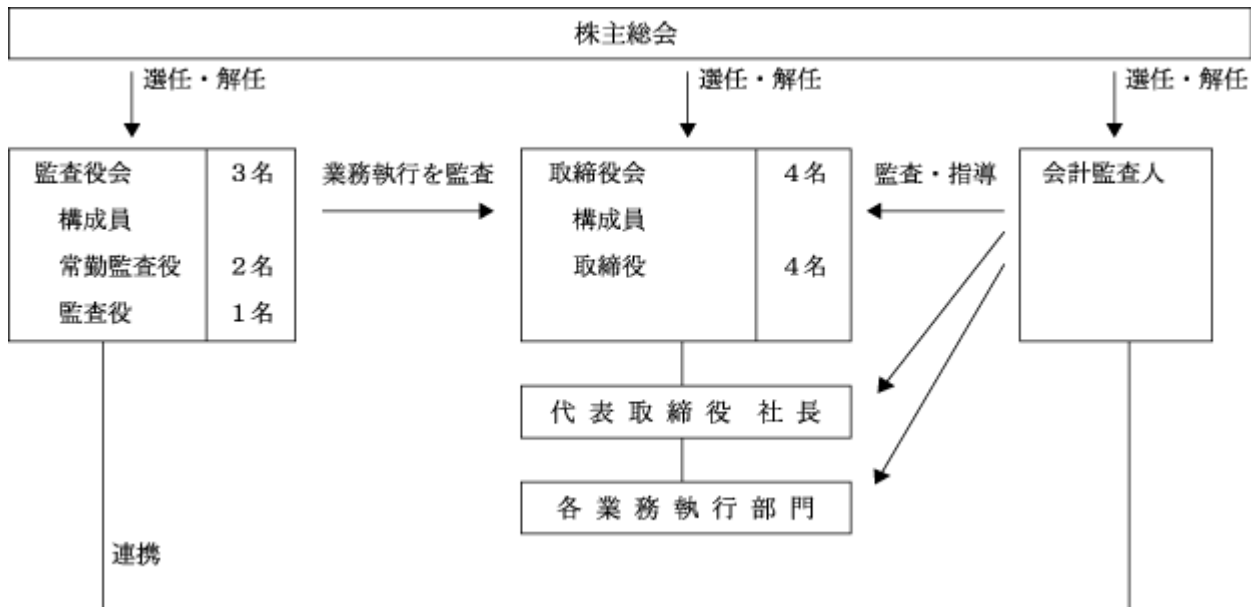 株主総会
選任・解任
選任・解任
選任・解任
監査役会 3名
構成員
常勤監査役 2名
監査役 1名
業務執行を監査
取締役会 4名
構成員
取締役 4名
監査・指導
会計監査人
代表取締役 社長
各業務執行部門
連携